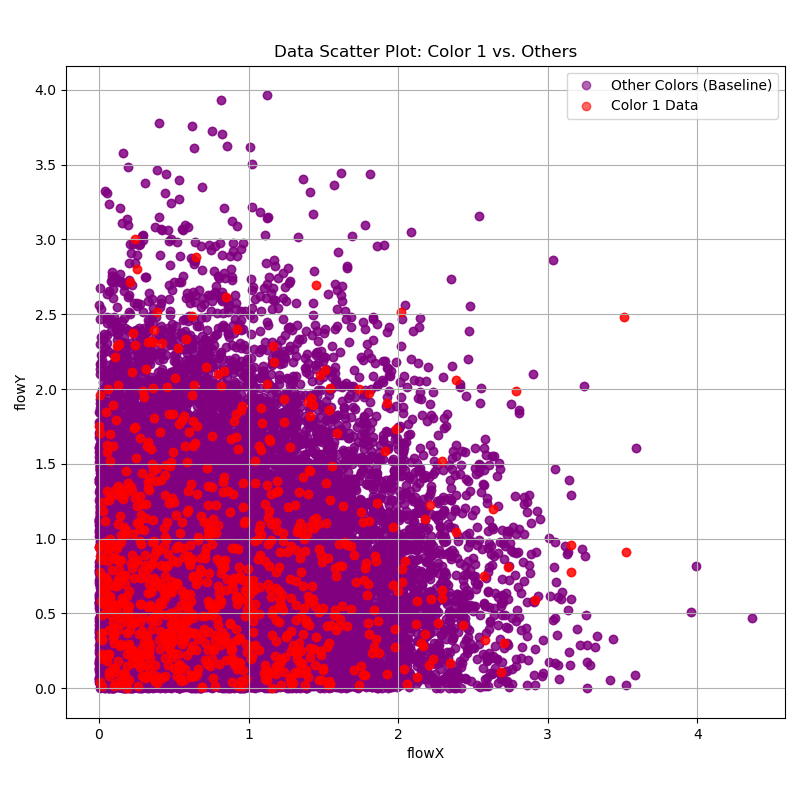 Data Scatter Plot: Color 1 vs. Others
Other Colors (Baseline)
Color 1 Data
flowY
4.0
3.5
3.0
2.5
2.0
1.5
1.0
0.5
0.0
0 1 2 3 4
flowX